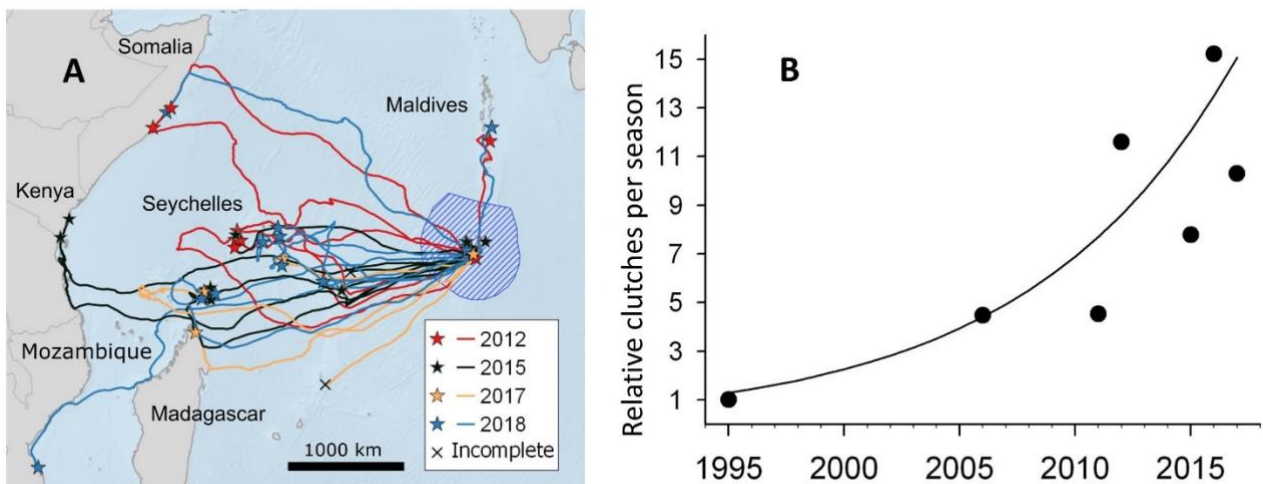 Somalia
A
Maldives
Kenya
Seychelles
Mozambique
Madagascar
2012
2015
2017
2018
Incomplete
1000 km
B
Relative clutches per season
15
13
11
9
7
5
3
1
1995 2000 2005 2010 2015